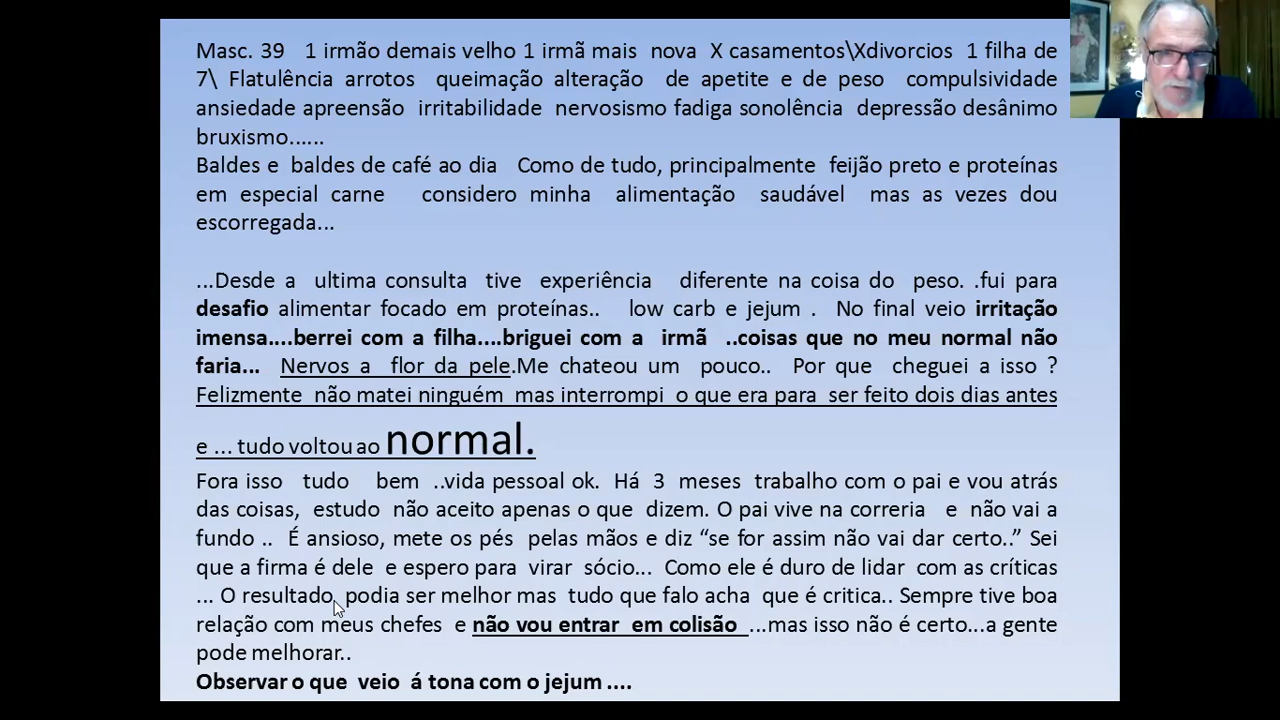 Masc. 39 1 irmão demais velho 1 irmã mais nova X casamentos\Xdivorcios 1 filha de
7\ Flatulência arrotos queimação alteração de apetite e de peso compulsividade
ansiedade apreensão irritabilidade nervosismo fadiga sonolência depressão desânimo
bruxismo......
Baldes e baldes de café ao dia Como de tudo, principalmente feijão preto e proteínas
em especial carne considero minha alimentação saudável mas as vezes dou
escorregada...
...Desde a ultima consulta tive experiência diferente na coisa do peso. .fui para
desafio alimentar focado em proteínas.. low carb e jejum . No final veio irritação
imensa....berrei com a filha....briguei com a irmã ..coisas que no meu normal não
faria... Nervos a flor da pele.Me chateou um pouco.. Por que cheguei a isso ?
Felizmente não matei ninguém mas interrompi o que era para ser feito dois dias antes
e ... tudo voltou ao normal.
Fora isso tudo bem ..vida pessoal ok. Há 3 meses trabalho com o pai e vou atrás
das coisas, estudo não aceito apenas o que dizem. O pai vive na correria e não vai a
fundo .. É ansioso, mete os pés pelas mãos e diz “se for assim não vai dar certo..” Sei
que a firma é dele e espero para virar sócio... Como ele é duro de lidar com as críticas
... O resultado podia ser melhor mas tudo que falo acha que é critica.. Sempre tive boa
relação com meus chefes e não vou entrar em colisão ...mas isso não é certo...a gente
pode melhorar..
Observar o que veio á tona com o jejum ....